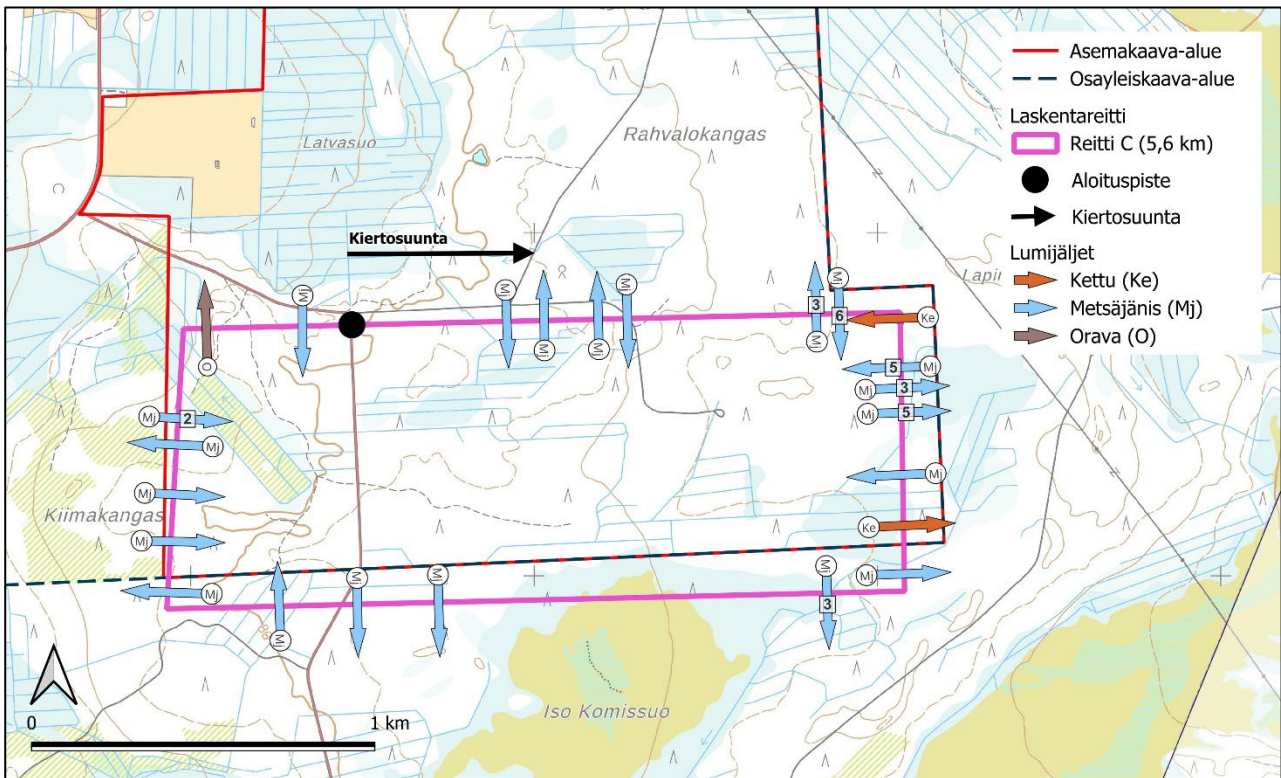 Asemakaava-alue
Osayleiskaava-alue
Laskentareitti
Reitti C (5,6 km)
Aloituspiste
Kiertosuunta
Lumijäljet
Kettu (Ke)
Metsäjänis (Mj)
Orava (O)
Rahvalokangas
Latvasuo
Kiertosuunta
Mj
3
Mj
6
Mj
Mj
Mj
Mj
Mj
Mj
Ke
O
5
Mj
Mj
3
Mj
5
Mj
2
Mj
Mj
Mj
Kiimakangas
Ke
Mj
Mj
Mj
Mj
Mj
Mj
Mj
3
Iso Komissuo
0
1 km